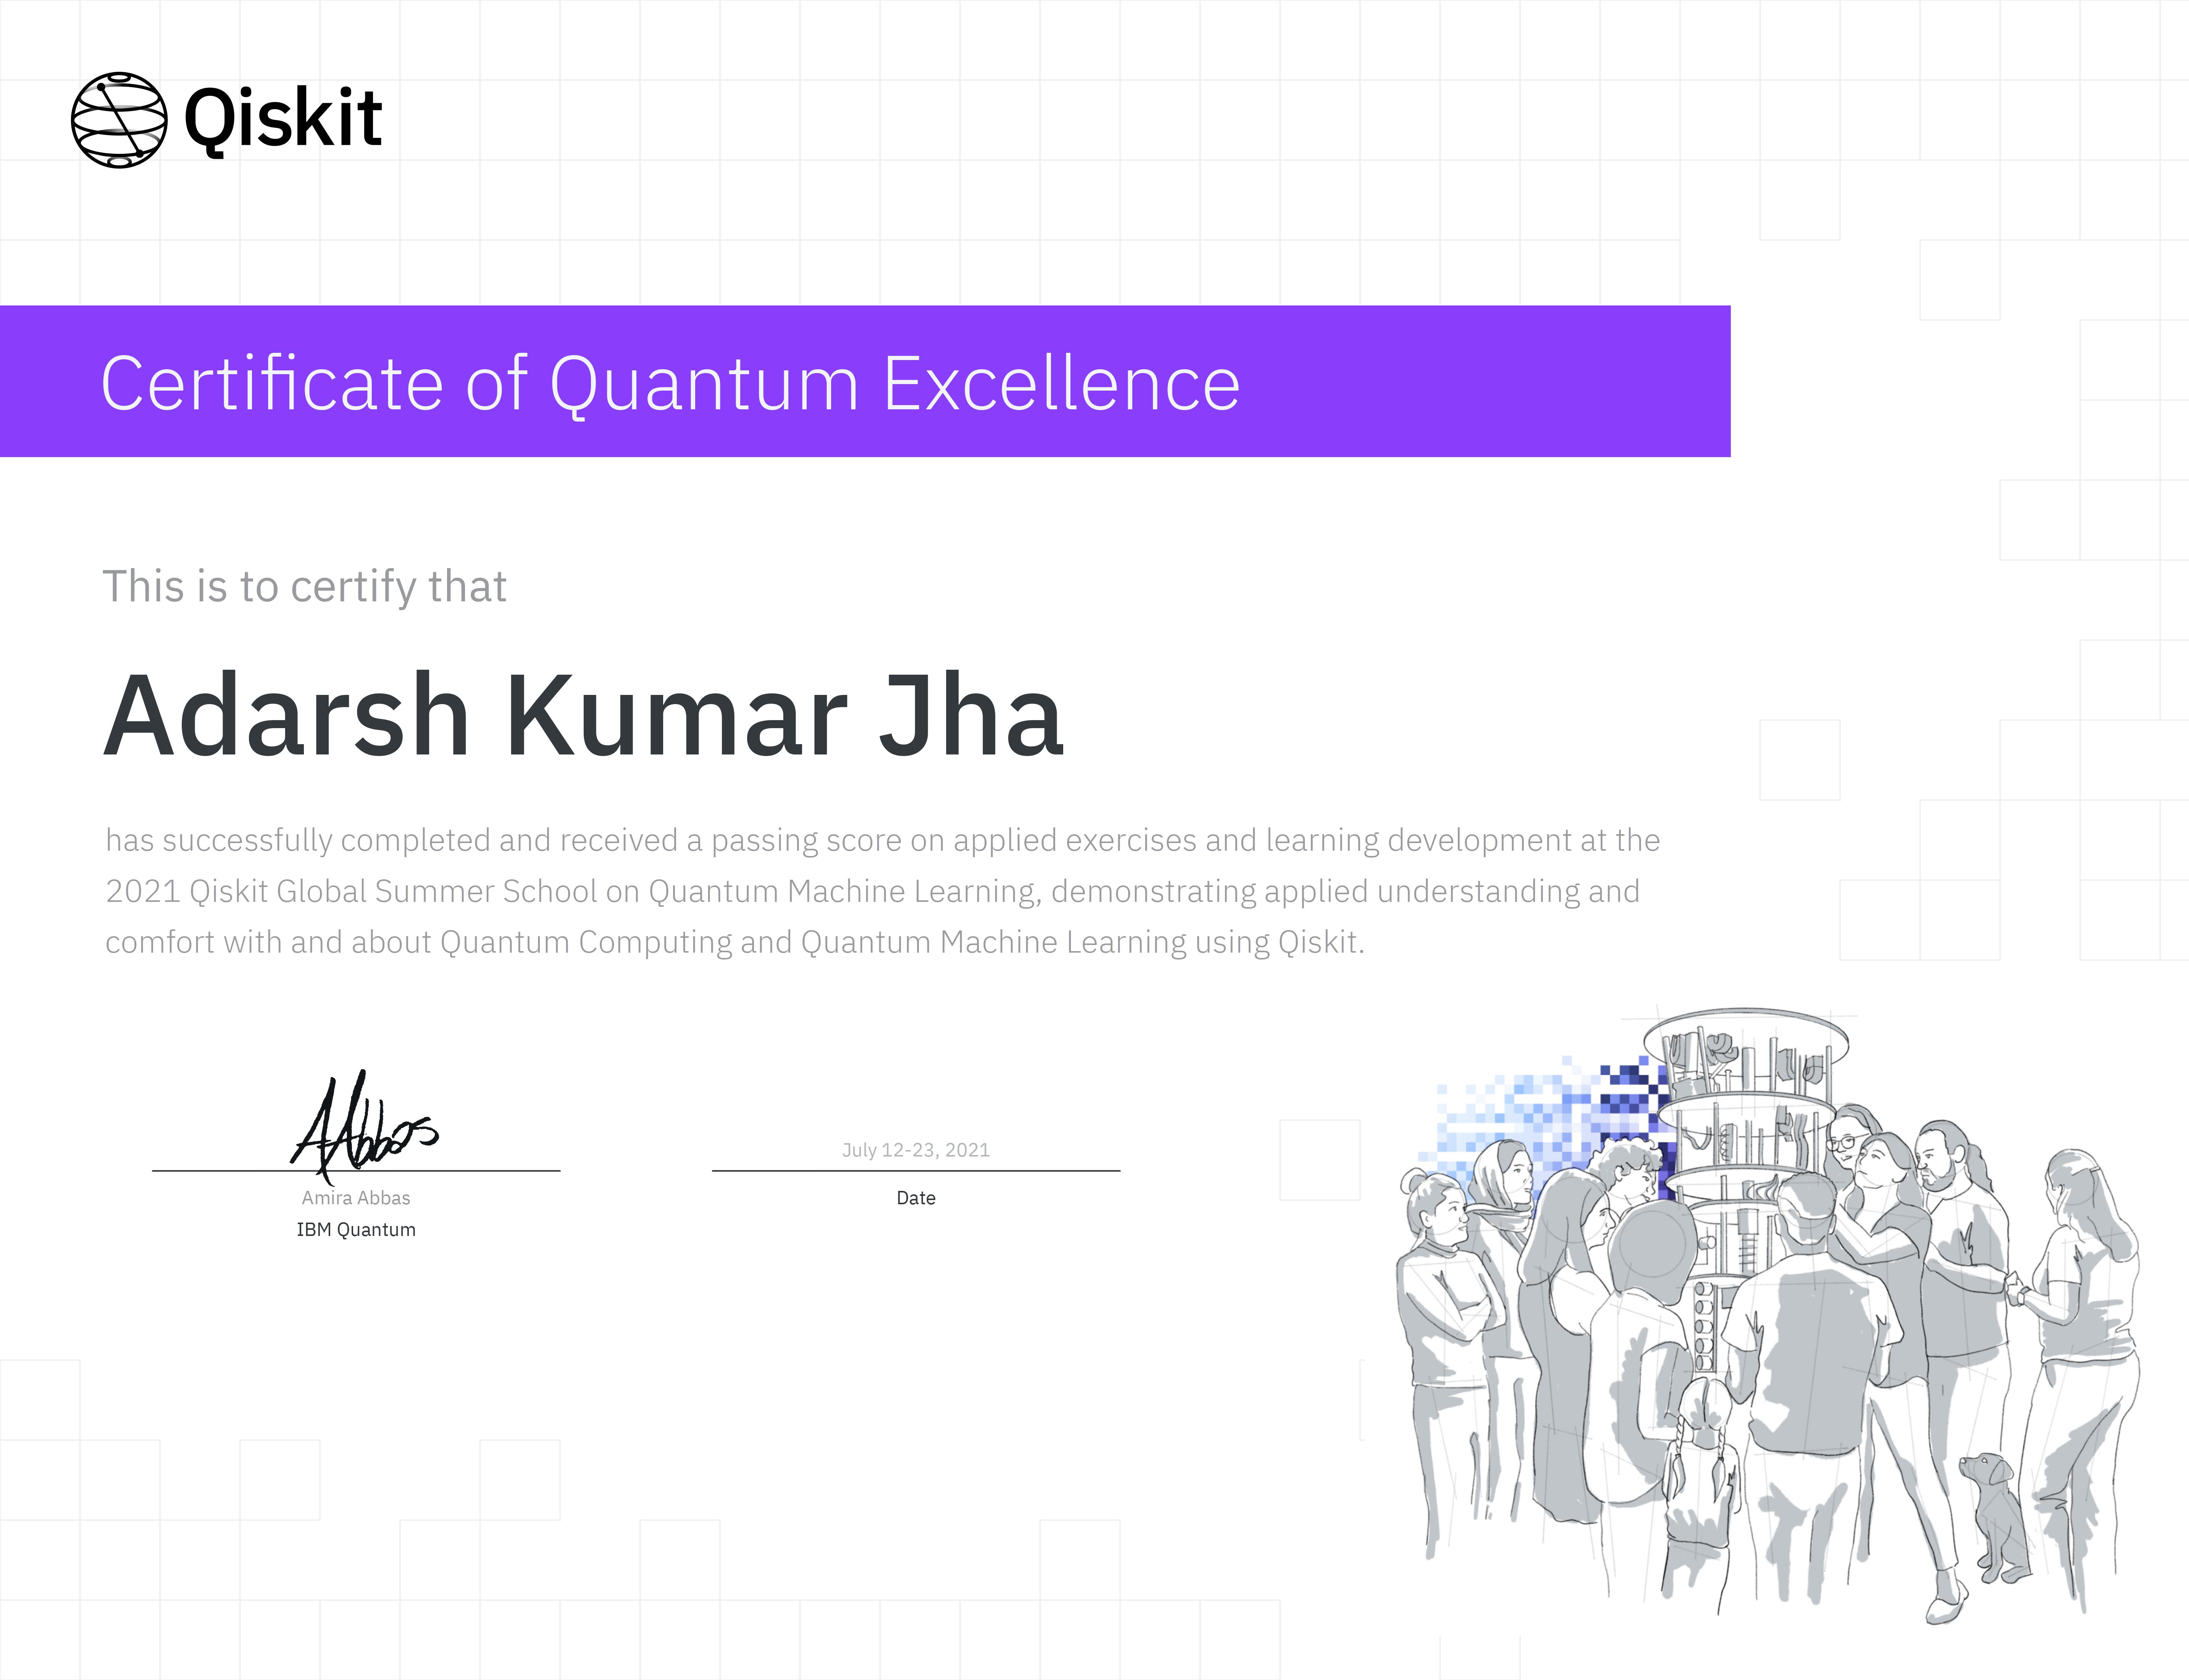 Qiskit
Certificate of Quantum Excellence
This is to certify that
Adarsh Kumar Jha
has successfully completed and received a passing score on applied exercises and learning development at the
2021 Qiskit Global Summer School on Quantum Machine Learning, demonstrating applied understanding and
comfort with and about Quantum Computing and Quantum Machine Learning using Qiskit.
AAbbas
July 12-23, 2021
Amira Abbas
Date
IBM Quantum